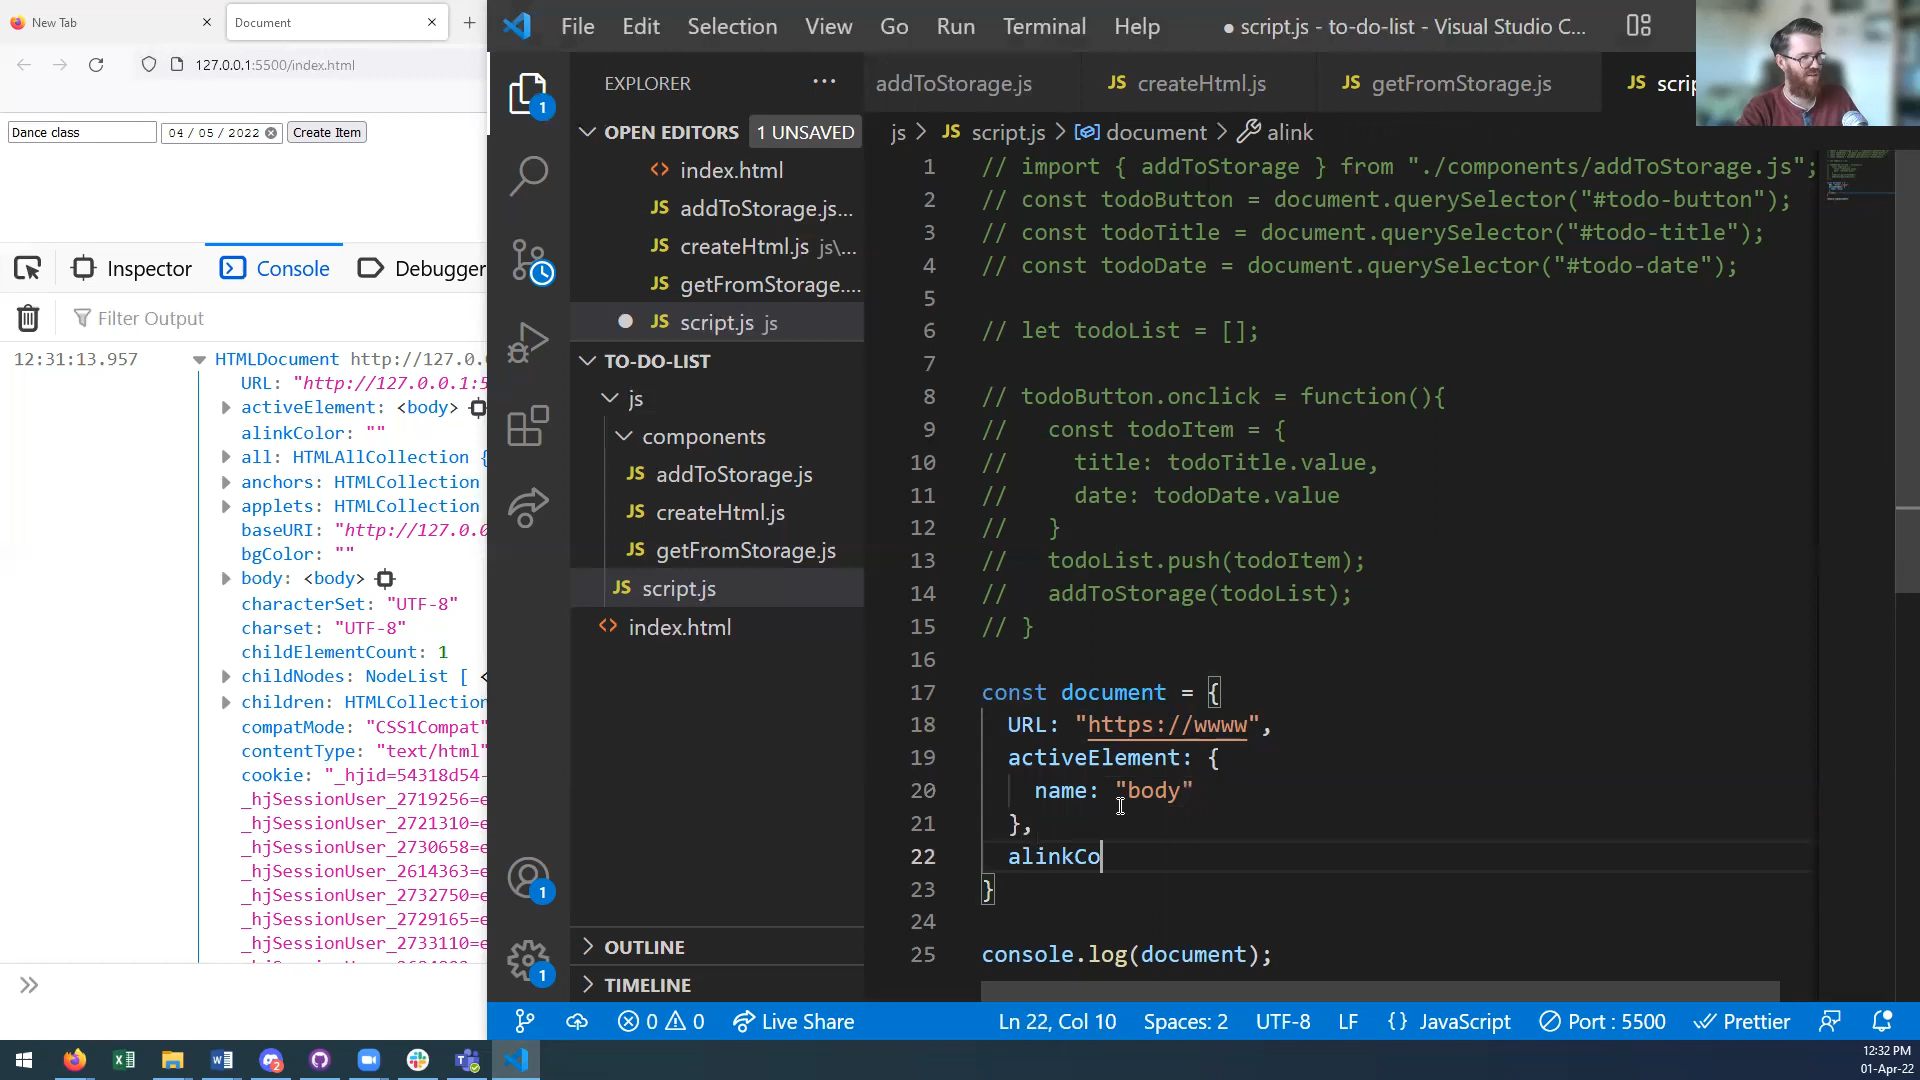 New Tab
Document
127.0.0.1:5500/index.html
Dance class
04 / 05 / 2022
Create Item
Inspector
Console
Debugger
Filter Output
12:31:13.957
HTMLDocument http://127.0.
URL: "http://127.0.0.1:5
activeElement: <body>
alinkColor: ""
all: HTMLAllCollection {
anchors: HTMLCollection
applets: HTMLCollection
baseURI: "http://127.0.0
bgColor: ""
body: <body>
characterSet: "UTF-8"
charset: "UTF-8"
childElementCount: 1
childNodes: NodeList [ <
children: HTMLCollection
compatMode: "CSS1Compat"
contentType: "text/html"
cookie: "_hjid=54318d54-
_hjSessionUser_2719256=e
_hjSessionUser_2721310=e
_hjSessionUser_2730658=e
_hjSessionUser_2614363=e
_hjSessionUser_2732750=e
_hjSessionUser_2729165=e
_hjSessionUser_2733110=e
File Edit Selection View Go Run Terminal Help
● script.js - to-do-list - Visual Studio C...
EXPLORER
OPEN EDITORS
1 UNSAVED
index.html
addToStorage.js...
createHtml.js js\...
getFromStorage....
script.js js
TO-DO-LIST
js
components
addToStorage.js
createHtml.js
getFromStorage.js
script.js
index.html
OUTLINE
TIMELINE
addToStorage.js
JS createHtml.js
JS getFromStorage.js
JS scrip
js > JS script.js > document > alink
1 // import { addToStorage } from "./components/addToStorage.js";
2 // const todoButton = document.querySelector("#todo-button");
3 // const todoTitle = document.querySelector("#todo-title");
4 // const todoDate = document.querySelector("#todo-date");
5
6 // let todoList = [];
7
8 // todoButton.onclick = function(){
9 //   const todoItem = {
10 //     title: todoTitle.value,
11 //     date: todoDate.value
12 //   }
13 //   todoList.push(todoItem);
14 //   addToStorage(todoList);
15 // }
16
17 const document = {
18   URL: "https://wwww",
19   activeElement: {
20     name: "body"
21   },
22   alinkCo
23 }
24
25 console.log(document);
0 0
Live Share
Ln 22, Col 10
Spaces: 2
UTF-8
LF
{ } JavaScript
Port : 5500
Prettier
12:32 PM
01-Apr-22